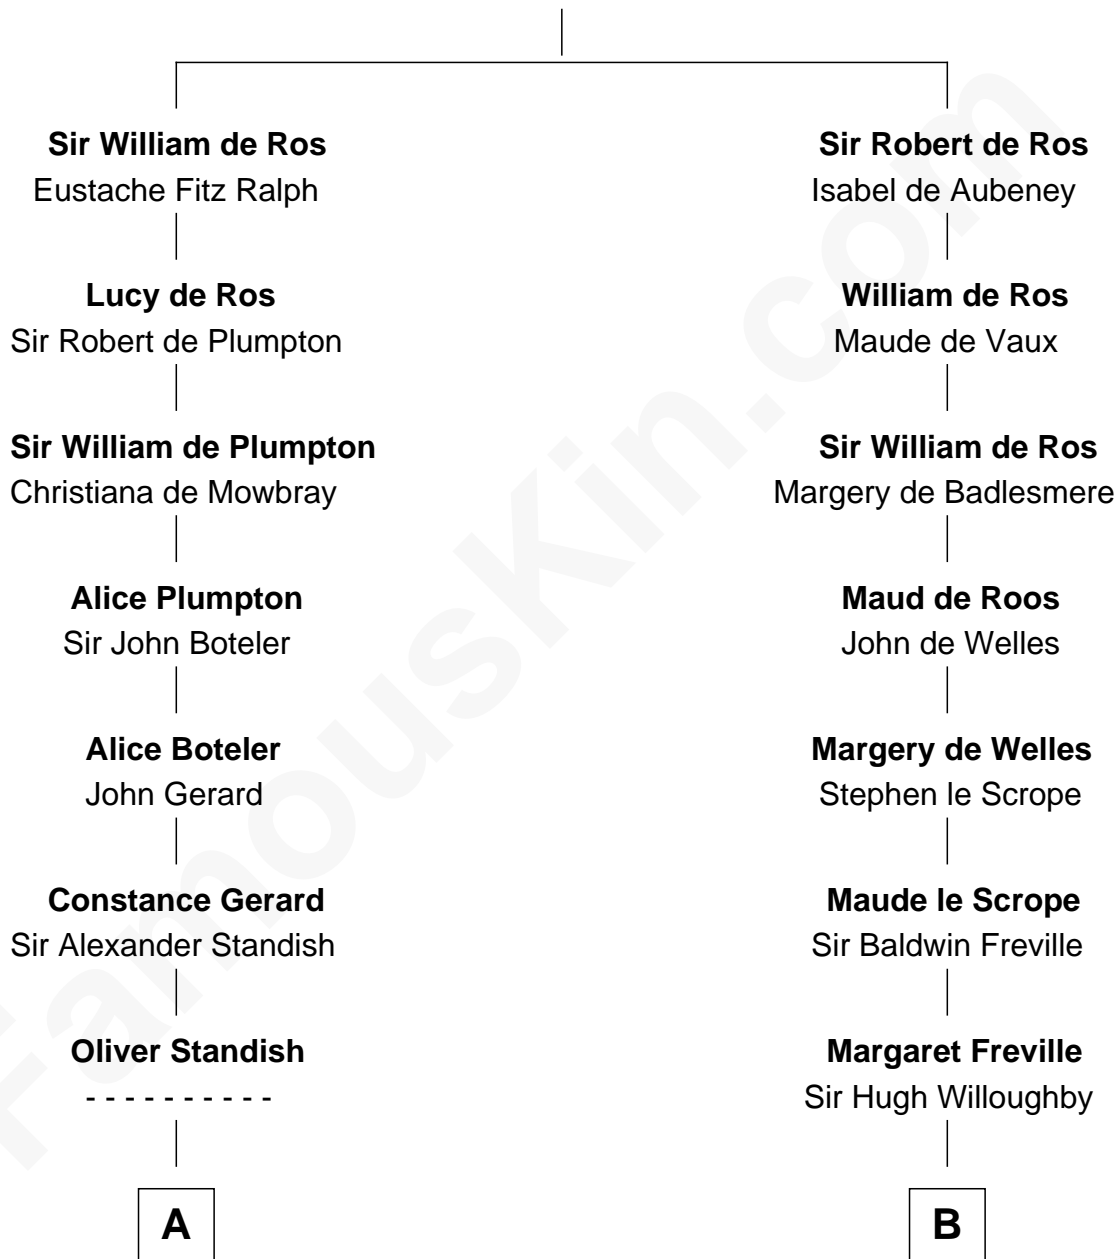 Sir William de Ros
Eustache Fitz Ralph
Lucy de Ros
Sir Robert de Plumpton
Sir William de Plumpton
Christiana de Mowbray
Alice Plumpton
Sir John Boteler
Alice Boteler
John Gerard
Constance Gerard
Sir Alexander Standish
Oliver Standish
- - - - - - - - - -
A
Sir Robert de Ros
Isabel de Aubeney
William de Ros
Maude de Vaux
Sir William de Ros
Margery de Badlesmere
Maud de Roos
John de Welles
Margery de Welles
Stephen le Scrope
Maude le Scrope
Sir Baldwin Freville
Margaret Freville
Sir Hugh Willoughby
B
FamousKin.com